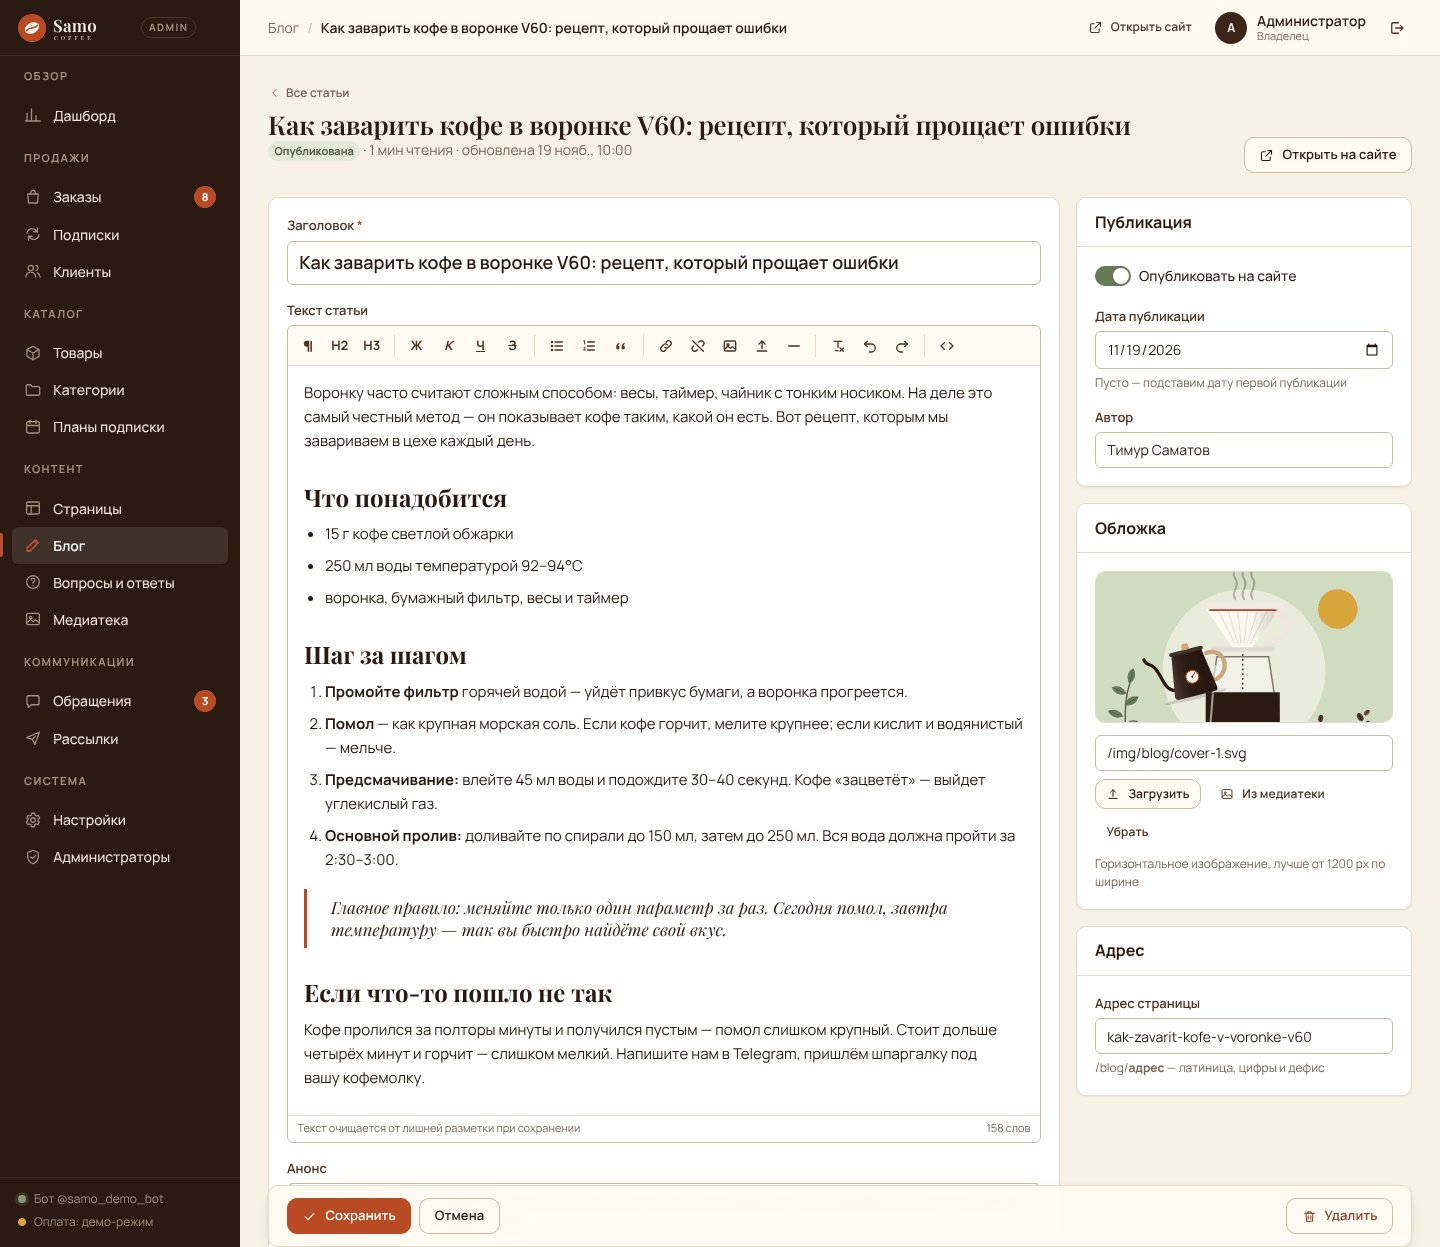 Samo
COFFEE
ADMIN
ОБЗОР
Дашборд
ПРОДАЖИ
Заказы
8
Подписки
Клиенты
КАТАЛОГ
Товары
Категории
Планы подписки
КОНТЕНТ
Страницы
Блог
Вопросы и ответы
Медиатека
КОММУНИКАЦИИ
Обращения
3
Рассылки
СИСТЕМА
Настройки
Администраторы
Бот @samo_demo_bot
Оплата: демо-режим
Блог / Как заварить кофе в воронке V60: рецепт, который прощает ошибки
Открыть сайт
А
Администратор
Владелец
Все статьи
Как заварить кофе в воронке V60: рецепт, который прощает ошибки
Опубликована · 1 мин чтения · обновлена 19 нояб., 10:00
Открыть на сайте
Заголовок *
Как заварить кофе в воронке V60: рецепт, который прощает ошибки
Текст статьи
¶ H2 H3 Ж К Ч З
Воронку часто считают сложным способом: весы, таймер, чайник с тонким носиком. На деле это
самый честный метод — он показывает кофе таким, какой он есть. Вот рецепт, которым мы
завариваем в цехе каждый день.
Что понадобится
• 15 г кофе светлой обжарки
• 250 мл воды температурой 92–94°C
• воронка, бумажный фильтр, весы и таймер
Шаг за шагом
1. Промойте фильтр горячей водой — уйдёт привкус бумаги, а воронка прогреется.
2. Помол — как крупная морская соль. Если кофе горчит, мелите крупнее; если кислит и водянистый
— мельче.
3. Предсмачивание: влейте 45 мл воды и подождите 30–40 секунд. Кофе «зацветёт» — выйдет
углекислый газ.
4. Основной пролив: доливайте по спирали до 150 мл, затем до 250 мл. Вся вода должна пройти за
2:30–3:00.
Главное правило: меняйте только один параметр за раз. Сегодня помол, завтра
температуру — так вы быстро найдёте свой вкус.
Если что-то пошло не так
Кофе пролился за полторы минуты и получился пустым — помол слишком крупный. Стоит дольше
четырёх минут и горчит — слишком мелкий. Напишите нам в Telegram, пришлём шпаргалку под
вашу кофемолку.
Текст очищается от лишней разметки при сохранении
158 слов
Анонс
Сохранить
Отмена
Удалить
Публикация
Опубликовать на сайте
Дата публикации
11/19/2026
Пусто — подставим дату первой публикации
Автор
Тимур Саматов
Обложка
/img/blog/cover-1.svg
Загрузить
Из медиатеки
Убрать
Горизонтальное изображение, лучше от 1200 px по
ширине
Адрес
Адрес страницы
kak-zavarit-kofe-v-voronke-v60
/blog/адрес — латиница, цифры и дефис